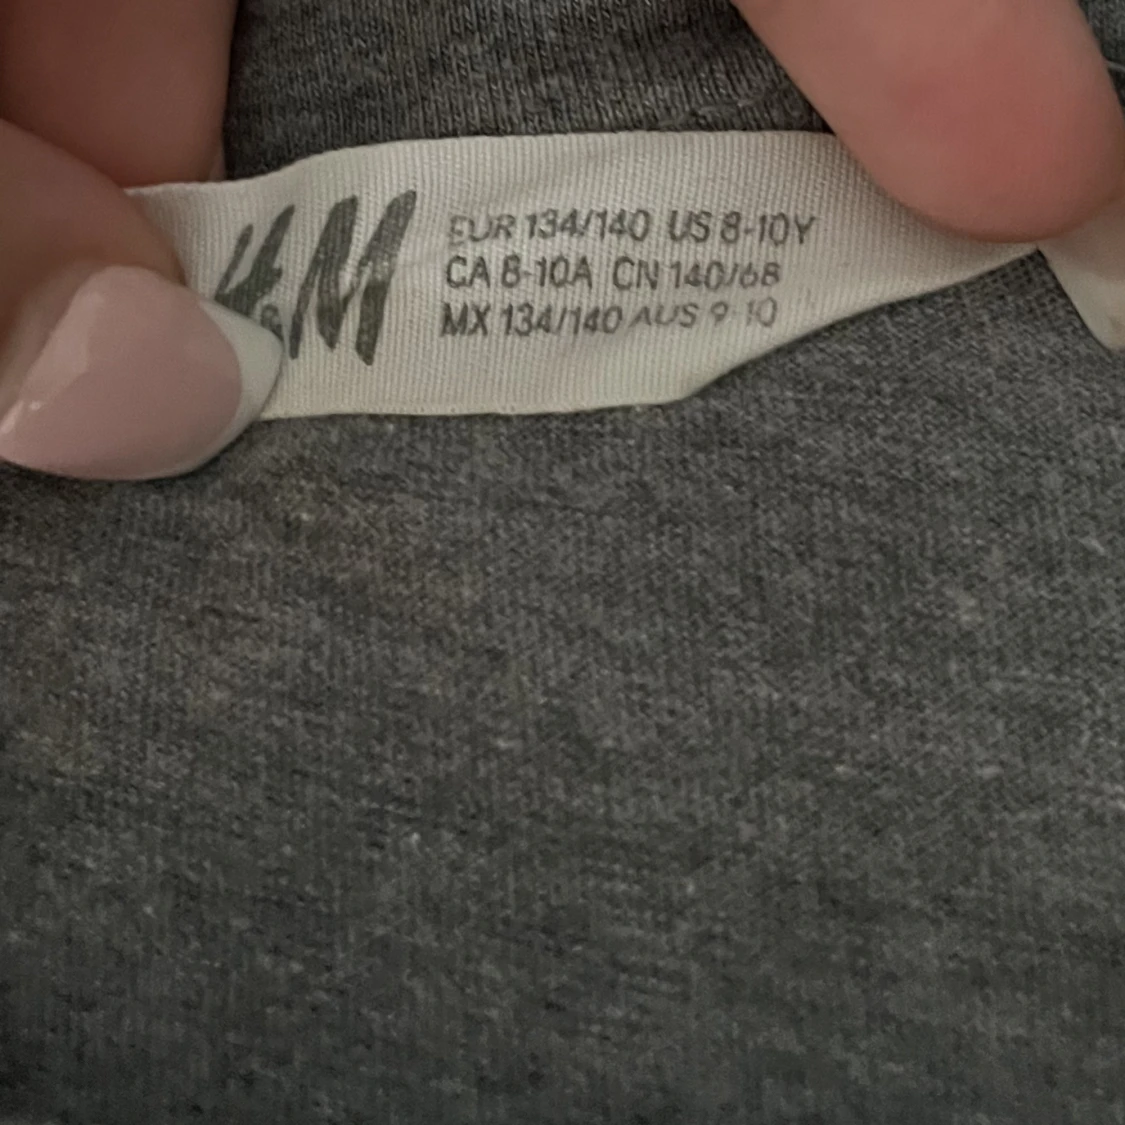 H&M
EUR 134/140 US 8-10Y
CA 8-10A CN 140/68
MX 134/140 AUS 9-10